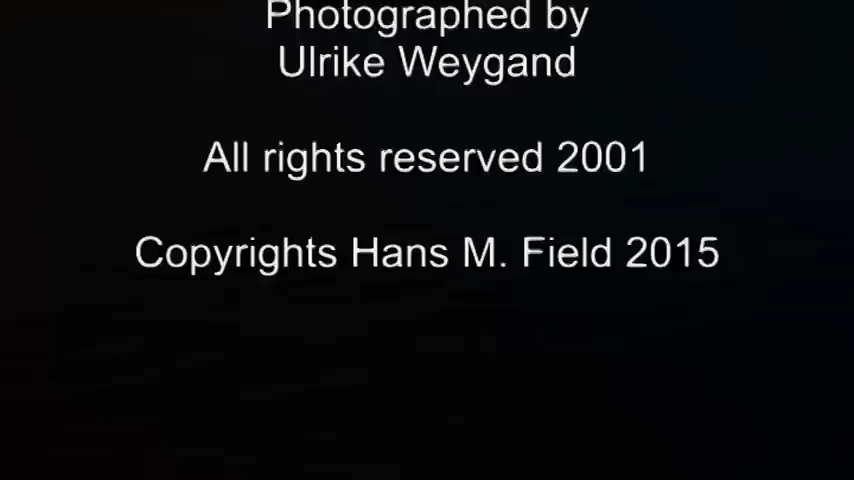 Photographed by
Ulrike Weygand
All rights reserved 2001
Copyrights Hans M. Field 2015